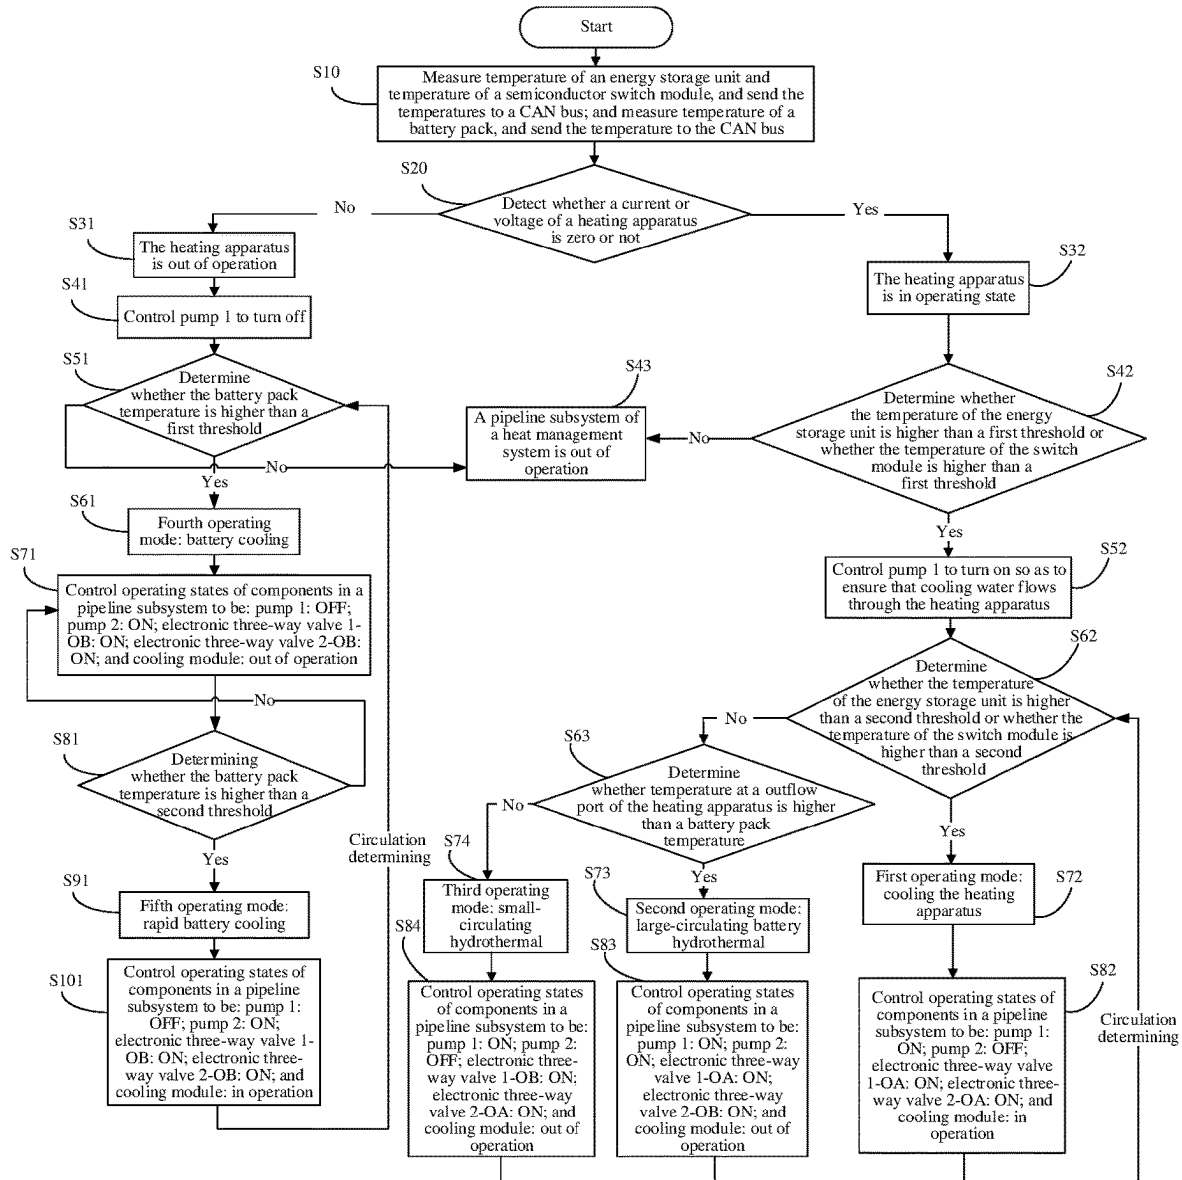 Start
S10
Measure temperature of an energy storage unit and
temperature of a semiconductor switch module, and send the
temperatures to a CAN bus; and measure temperature of a
battery pack, and send the temperature to the CAN bus
S20
Detect whether a current or
voltage of a heating apparatus
is zero or not
No
Yes
S31
The heating apparatus
is out of operation
S32
The heating apparatus
is in operating state
S41
Control pump 1 to turn off
S51
Determine
whether the battery pack
temperature is higher than a
first threshold
S43
A pipeline subsystem of
a heat management
system is out of
operation
S42
Determine whether
the temperature of the energy
storage unit is higher than a first threshold or
whether the temperature of the switch
module is higher than a
first threshold
No
No
Yes
Yes
S61
Fourth operating
mode: battery cooling
S52
Control pump 1 to turn on so as to
ensure that cooling water flows
through the heating apparatus
S71
Control operating states of components in a
pipeline subsystem to be: pump 1: OFF;
pump 2: ON; electronic three-way valve 1-
OB: ON; electronic three-way valve 2-OB:
ON; and cooling module: out of operation
S62
Determine
whether the temperature
of the energy storage unit is higher
than a second threshold or whether the
temperature of the switch module is
higher than a second
threshold
No
No
S81
Determining
whether the battery pack
temperature is higher than a
second threshold
S63
Determine
whether temperature at a outflow
port of the heating apparatus is higher
than a battery pack
temperature
No
Yes
Yes
Yes
Circulation
determining
S91
Fifth operating mode:
rapid battery cooling
S74
Third operating
mode: small-
circulating
hydrothermal
S73
Second operating mode:
large-circulating battery
hydrothermal
S72
First operating mode:
cooling the heating
apparatus
S101
Control operating states of
components in a pipeline
subsystem to be: pump 1:
OFF; pump 2: ON;
electronic three-way valve 1-
OB: ON; electronic three-
way valve 2-OB: ON; and
cooling module: in operation
S84
Control operating states
of components in a
pipeline subsystem to be:
pump 1: ON; pump 2:
OFF; electronic three-
way valve 1-OB: ON;
electronic three-way
valve 2-OA: ON; and
cooling module: out of
operation
S83
Control operating states
of components in a
pipeline subsystem to be:
pump 1: ON; pump 2:
ON; electronic three-way
valve 1-OA: ON;
electronic three-way
valve 2-OB: ON; and
cooling module: out of
operation
S82
Control operating states of
components in a pipeline
subsystem to be: pump 1:
ON; pump 2: OFF;
electronic three-way valve
1-OA: ON; electronic three-
way valve 2-OA: ON; and
cooling module: in
operation
Circulation
determining